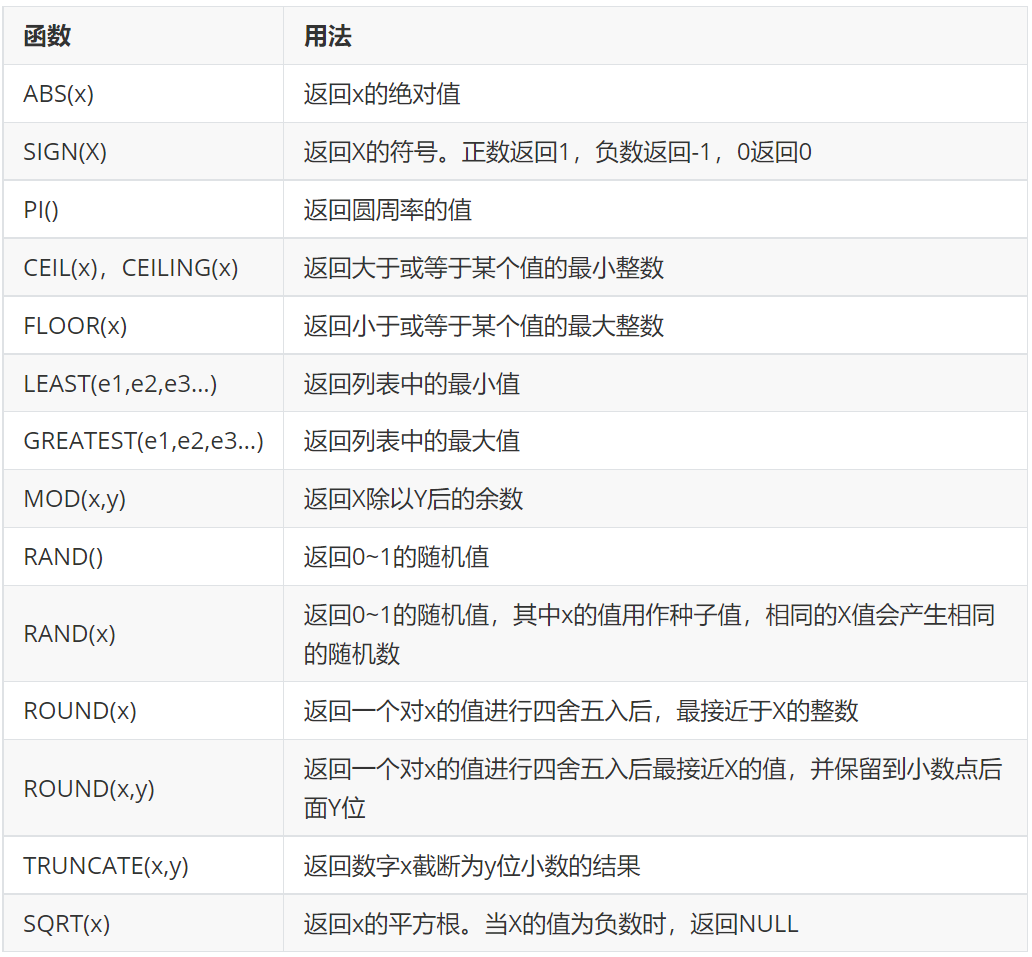 函数 用法
ABS(x) 返回x的绝对值
SIGN(X) 返回X的符号。正数返回1，负数返回-1，0返回0
PI() 返回圆周率的值
CEIL(x)，CEILING(x) 返回大于或等于某个值的最小整数
FLOOR(x) 返回小于或等于某个值的最大整数
LEAST(e1,e2,e3...) 返回列表中的最小值
GREATEST(e1,e2,e3...) 返回列表中的最大值
MOD(x,y) 返回X除以Y后的余数
RAND() 返回0~1的随机值
RAND(x) 返回0~1的随机值，其中x的值用作种子值，相同的X值会产生相同
的随机数
ROUND(x) 返回一个对x的值进行四舍五入后，最接近于X的整数
ROUND(x,y) 返回一个对x的值进行四舍五入后最接近X的值，并保留到小数点后
面Y位
TRUNCATE(x,y) 返回数字x截断为y位小数的结果
SQRT(x) 返回x的平方根。当X的值为负数时，返回NULL